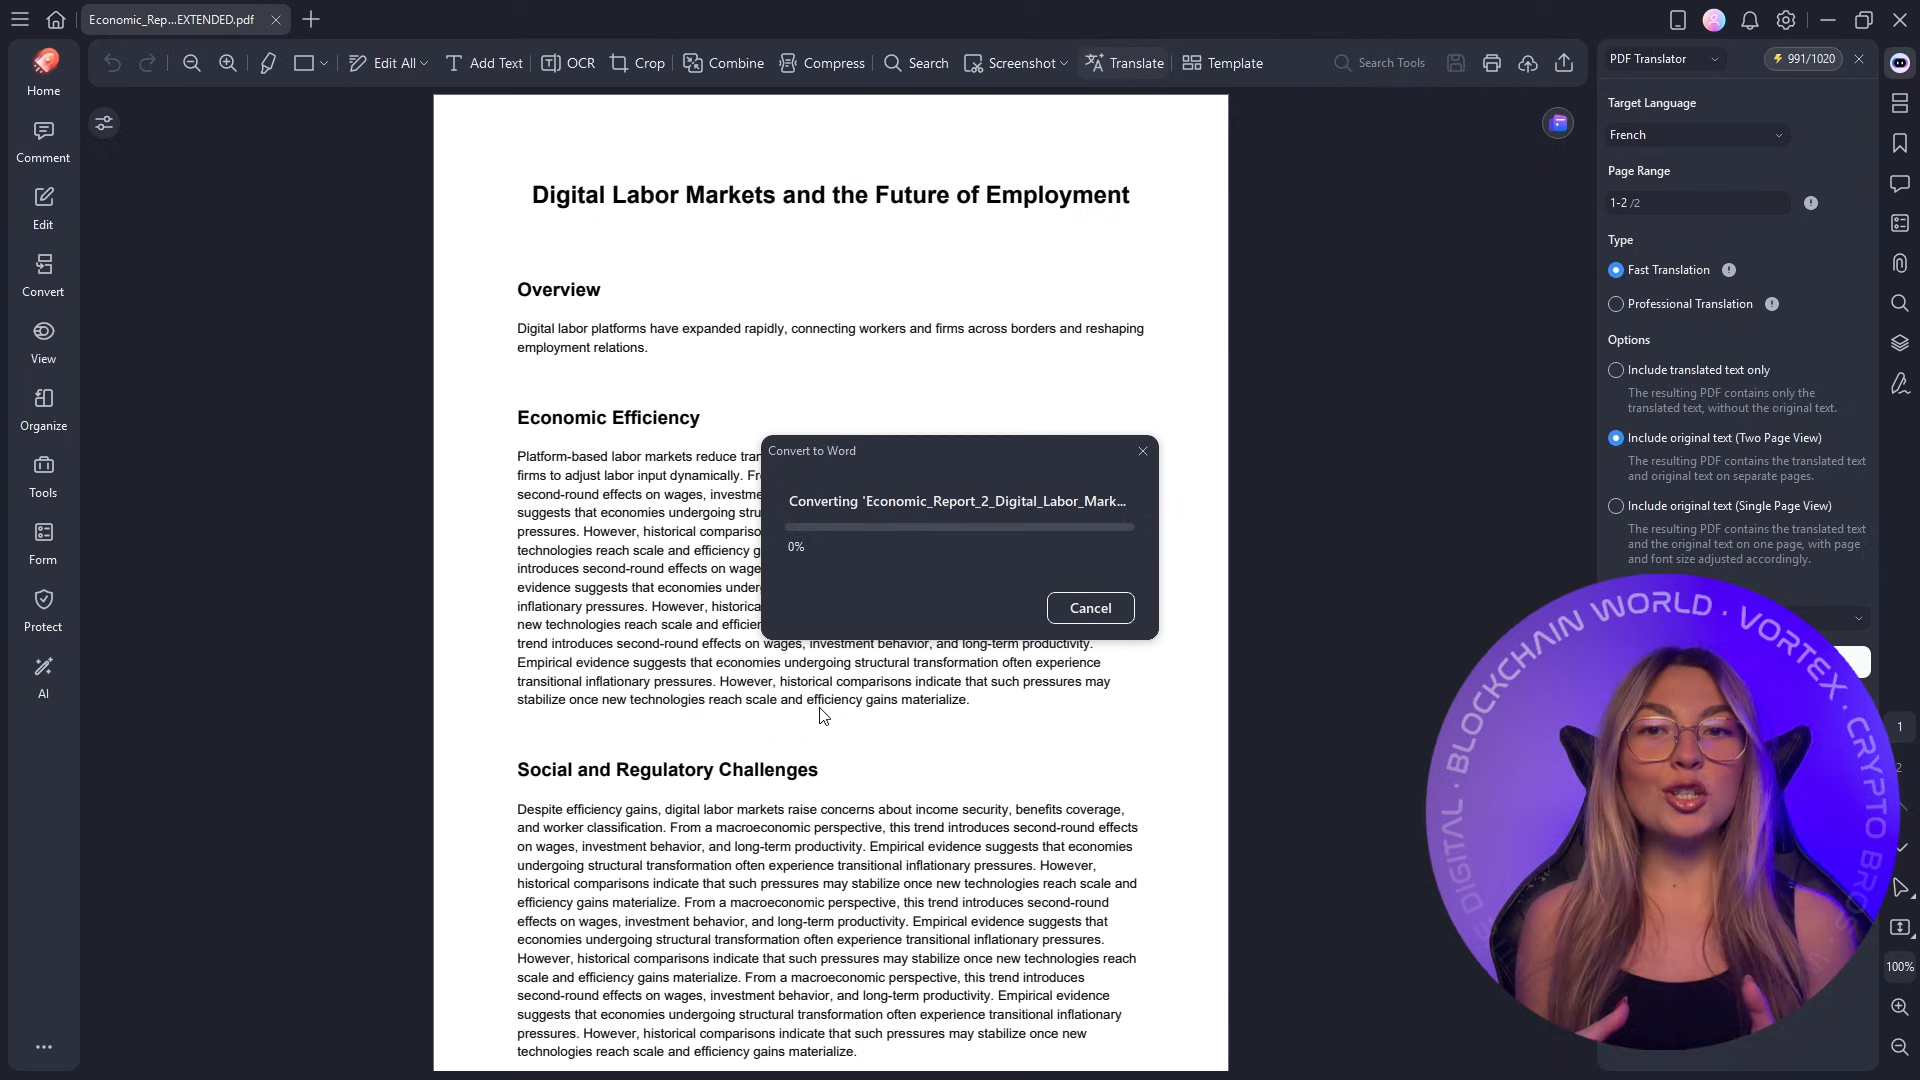 Economic_Rep...EXTENDED.pdf
Edit All
Add Text
OCR
Crop
Combine
Compress
Search
Screenshot
Translate
Template
Search Tools
PDF Translator
991/1020
Home
Comment
Edit
Convert
View
Organize
Tools
Form
Protect
AI
Digital Labor Markets and the Future of Employment
Overview
Digital labor platforms have expanded rapidly, connecting workers and firms across borders and reshaping
employment relations.
Economic Efficiency
Platform-based labor markets reduce tran
firms to adjust labor input dynamically. Fr
second-round effects on wages, investme
suggests that economies undergoing stru
pressures. However, historical compariso
technologies reach scale and efficiency g
introduces second-round effects on wage
evidence suggests that economies under
inflationary pressures. However, historica
new technologies reach scale and efficien
trend introduces second-round effects on wages, investment behavior, and long-term productivity.
Empirical evidence suggests that economies undergoing structural transformation often experience
transitional inflationary pressures. However, historical comparisons indicate that such pressures may
stabilize once new technologies reach scale and efficiency gains materialize.
Social and Regulatory Challenges
Despite efficiency gains, digital labor markets raise concerns about income security, benefits coverage,
and worker classification. From a macroeconomic perspective, this trend introduces second-round effects
on wages, investment behavior, and long-term productivity. Empirical evidence suggests that economies
undergoing structural transformation often experience transitional inflationary pressures. However,
historical comparisons indicate that such pressures may stabilize once new technologies reach scale and
efficiency gains materialize. From a macroeconomic perspective, this trend introduces second-round
effects on wages, investment behavior, and long-term productivity. Empirical evidence suggests that
economies undergoing structural transformation often experience transitional inflationary pressures.
However, historical comparisons indicate that such pressures may stabilize once new technologies reach
scale and efficiency gains materialize. From a macroeconomic perspective, this trend introduces
second-round effects on wages, investment behavior, and long-term productivity. Empirical evidence
suggests that economies undergoing structural transformation often experience transitional inflationary
pressures. However, historical comparisons indicate that such pressures may stabilize once new
technologies reach scale and efficiency gains materialize.
Convert to Word
Converting 'Economic_Report_2_Digital_Labor_Mark...
0%
Cancel
Target Language
French
Page Range
1-2 /2
Type
Fast Translation
Professional Translation
Options
Include translated text only
The resulting PDF contains only the
translated text, without the original text.
Include original text (Two Page View)
The resulting PDF contains the translated text
and original text on separate pages.
Include original text (Single Page View)
The resulting PDF contains the translated text
and the original text on one page, with page
and font size adjusted accordingly.
DIGITAL · BLOCKCHAIN WORLD · VORTEX · CRYPTO BROS
1
2
100%